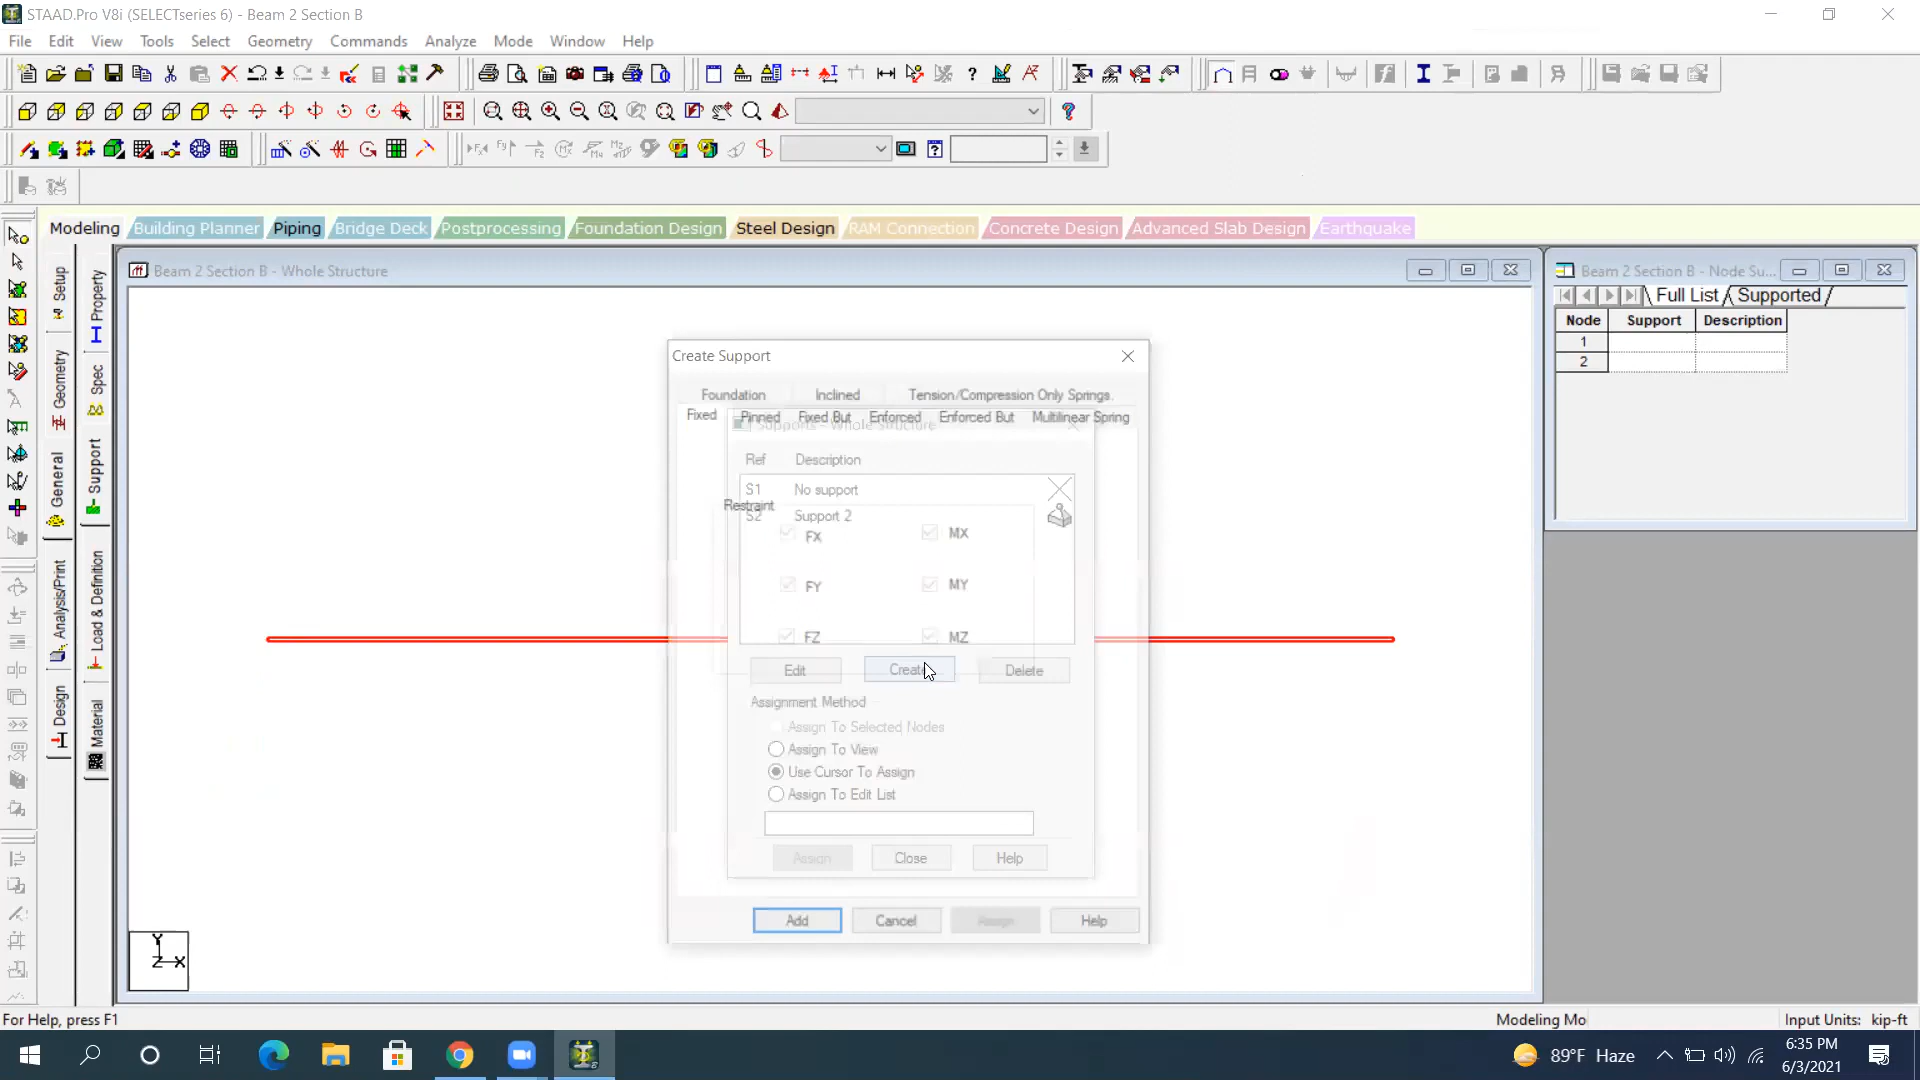 STAAD.Pro V8i (SELECTseries 6) - Beam 2 Section B
File Edit View Tools Select Geometry Commands Analyze Mode Window Help
Modeling Building Planner Piping Bridge Deck Postprocessing Foundation Design Steel Design RAM Connection Concrete Design Advanced Slab Design Earthquake
Beam 2 Section B - Whole Structure
Beam 2 Section B - Node Su...
Full List Supported
Node Support Description
1
2
Setup
Geometry
General
Analysis/Print
Design
Property
Spec
Support
Load & Definition
Material
Create Support
Foundation Inclined Tension/Compression Only Springs.
Fixed Pinned Fixed But Enforced Enforced But Multilinear Spring
Supports - Whole Structure
Ref Description
S1 No support
Restraint
S2 Support 2
FX MX
FY MY
FZ MZ
Edit Create Delete
Assignment Method
Assign To Selected Nodes
Assign To View
Use Cursor To Assign
Assign To Edit List
Assign Close Help
Add Cancel Assign Help
Y
Z X
For Help, press F1
Modeling Mo
Input Units: kip-ft
89°F Haze
6:35 PM
6/3/2021